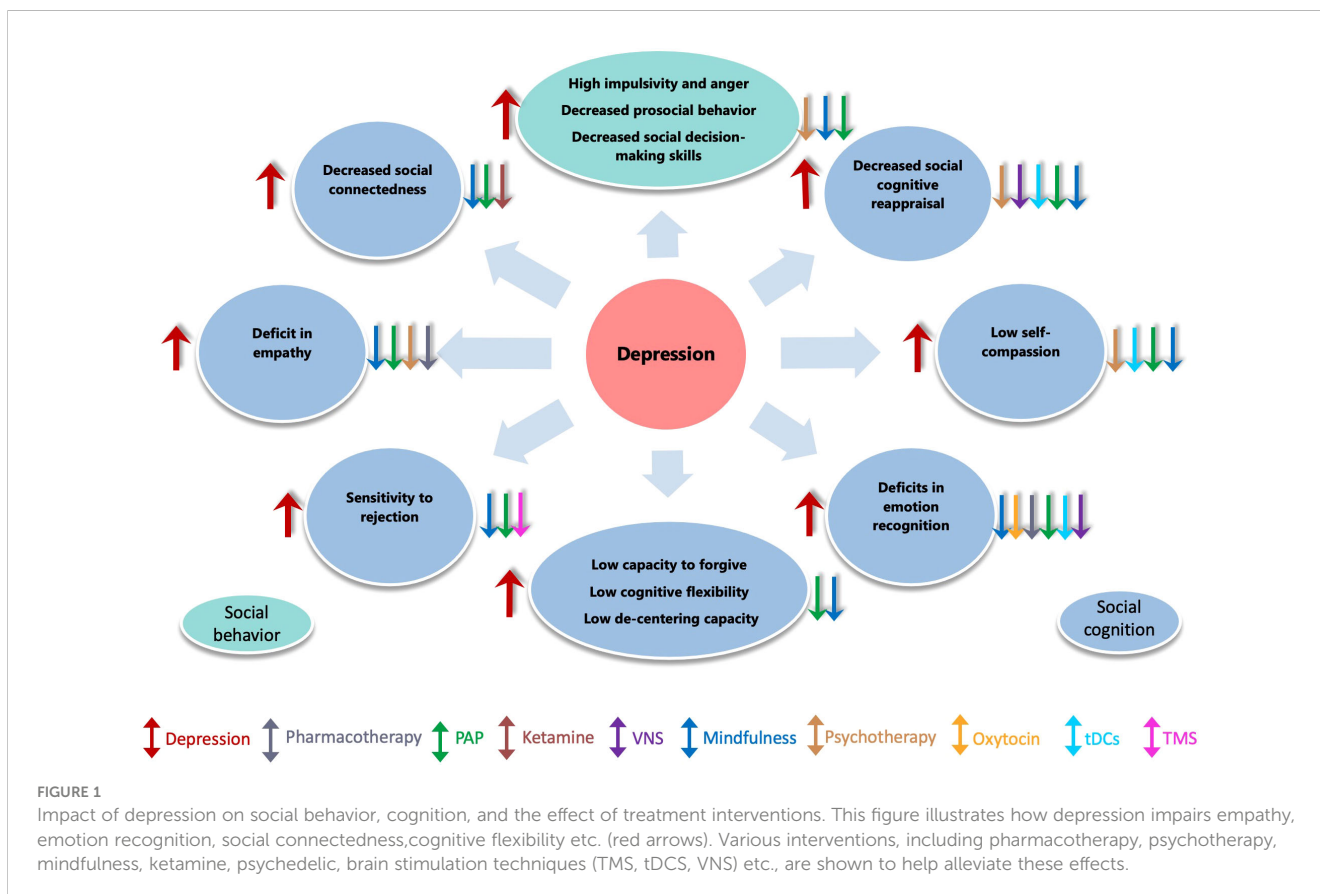 High impulsivity and anger
Decreased prosocial behavior
Decreased social decision-
making skills
Decreased social
connectedness
Decreased social
cognitive
reappraisal
Deficit in
empathy
Depression
Low self-
compassion
Sensitivity to
rejection
Deficits in
emotion
recognition
Low capacity to forgive
Low cognitive flexibility
Low de-centering capacity
Social
behavior
Social
cognition
Depression Pharmacotherapy PAP Ketamine VNS Mindfulness Psychotherapy Oxytocin tDCs TMS
FIGURE 1
Impact of depression on social behavior, cognition, and the effect of treatment interventions. This figure illustrates how depression impairs empathy,
emotion recognition, social connectedness,cognitive flexibility etc. (red arrows). Various interventions, including pharmacotherapy, psychotherapy,
mindfulness, ketamine, psychedelic, brain stimulation techniques (TMS, tDCS, VNS) etc., are shown to help alleviate these effects.